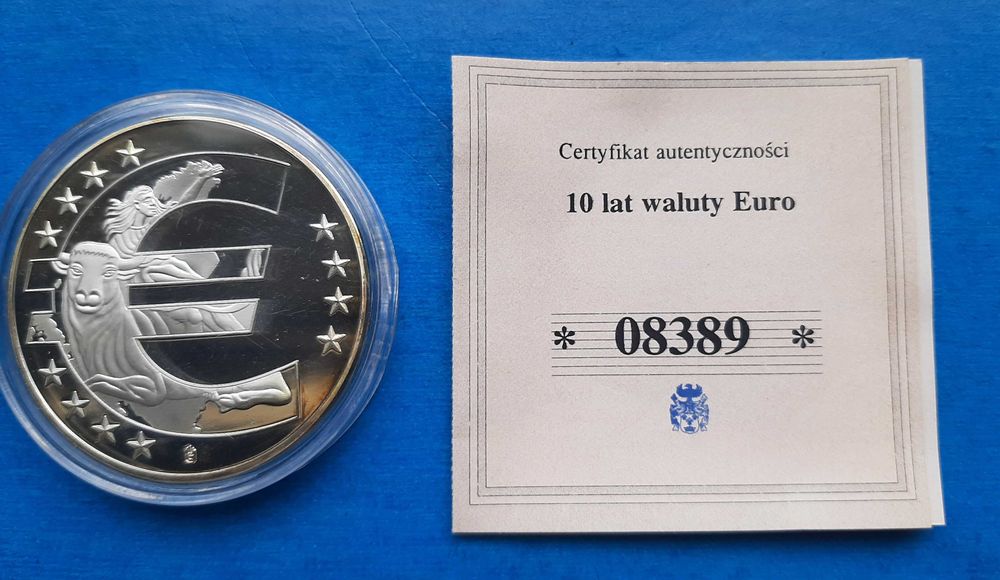 €
Certyfikat autentyczności
10 lat waluty Euro
* 08389 *